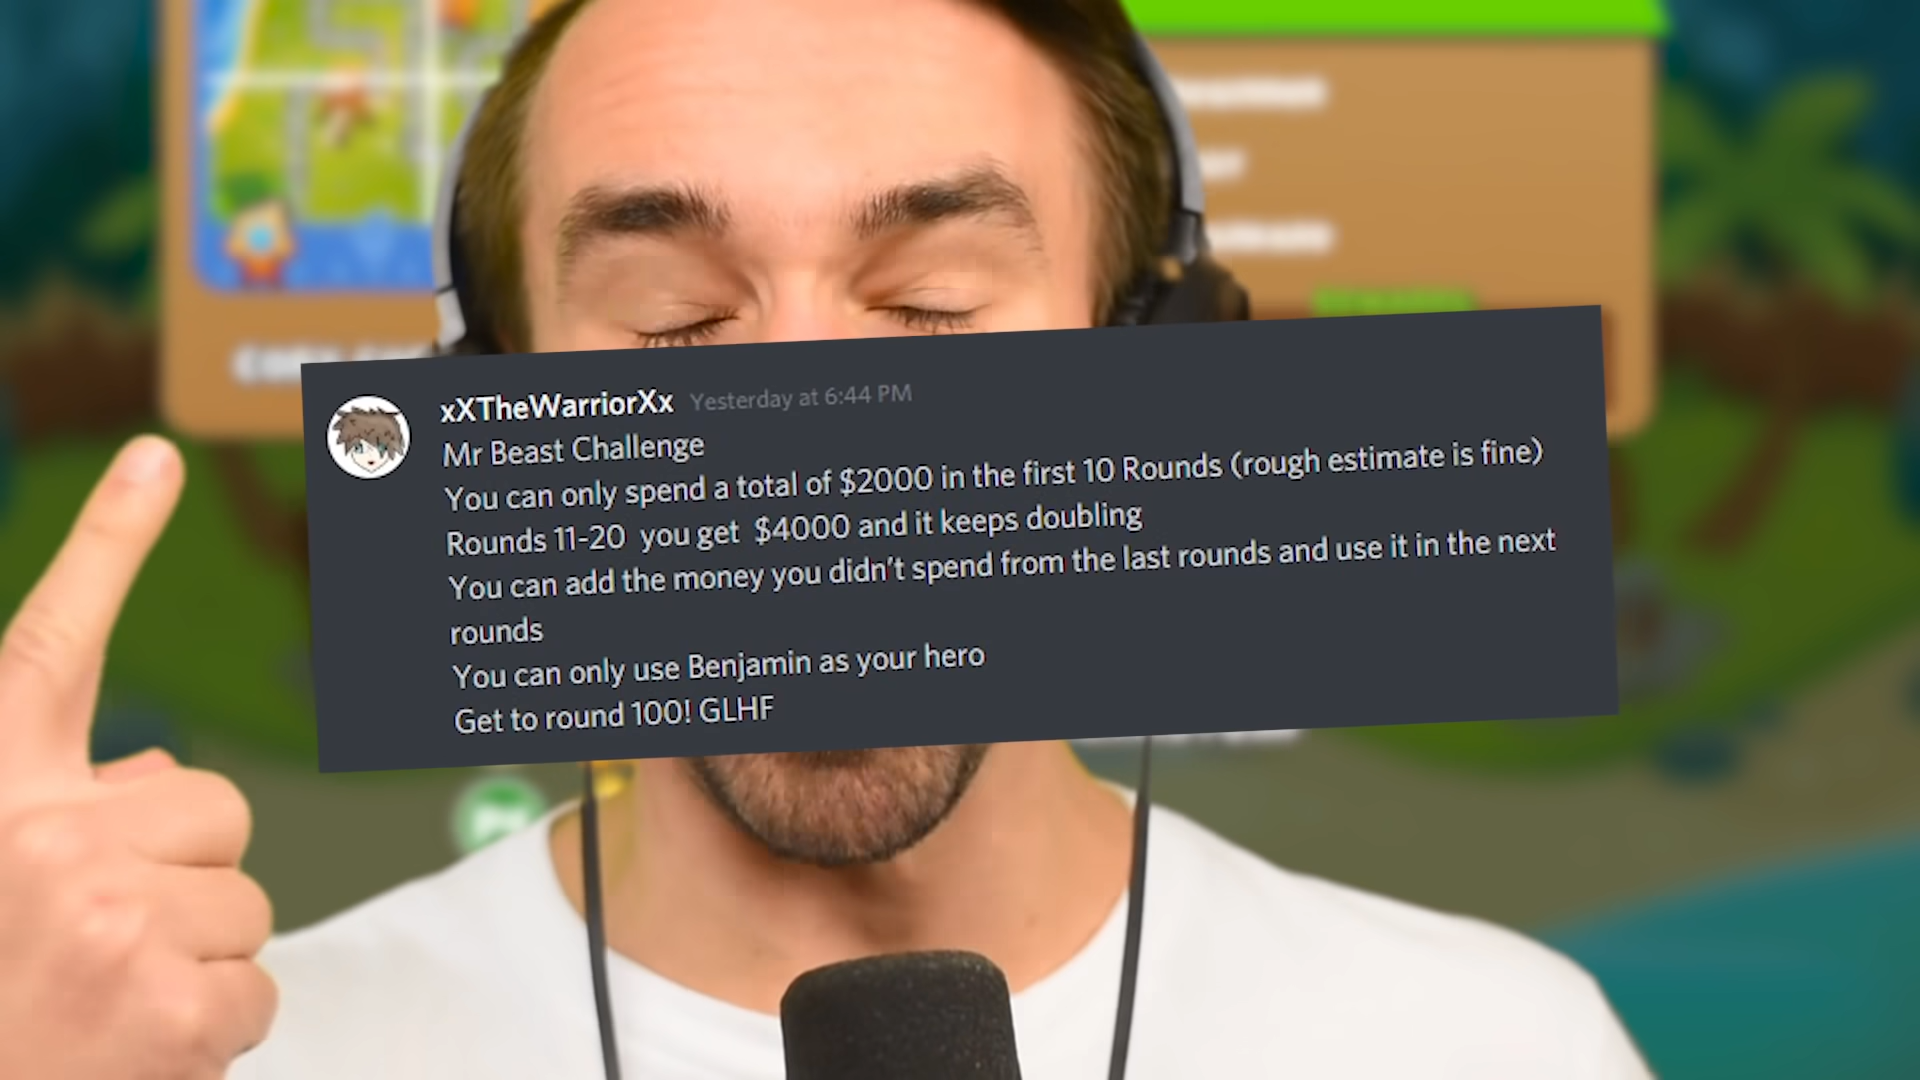 xXTheWarriorXx Yesterday at 6:44 PM
Mr Beast Challenge
You can only spend a total of $2000 in the first 10 Rounds (rough estimate is fine)
Rounds 11-20  you get  $4000 and it keeps doubling
You can add the money you didn't spend from the last rounds and use it in the next
rounds
You can only use Benjamin as your hero
Get to round 100! GLHF